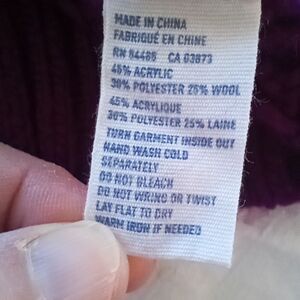 MADE IN CHINA
FABRIQUÉ EN CHINE
RN 54485 CA 03873
45% ACRYLIC
30% POLYESTER 25% WOOL
45% ACRYLIQUE
30% POLYESTER 25% LAINE
TURN GARMENT INSIDE OUT
HAND WASH COLD
SEPARATELY
DO NOT BLEACH
DO NOT WRING OR TWIST
LAY FLAT TO DRY
WARM IRON IF NEEDED